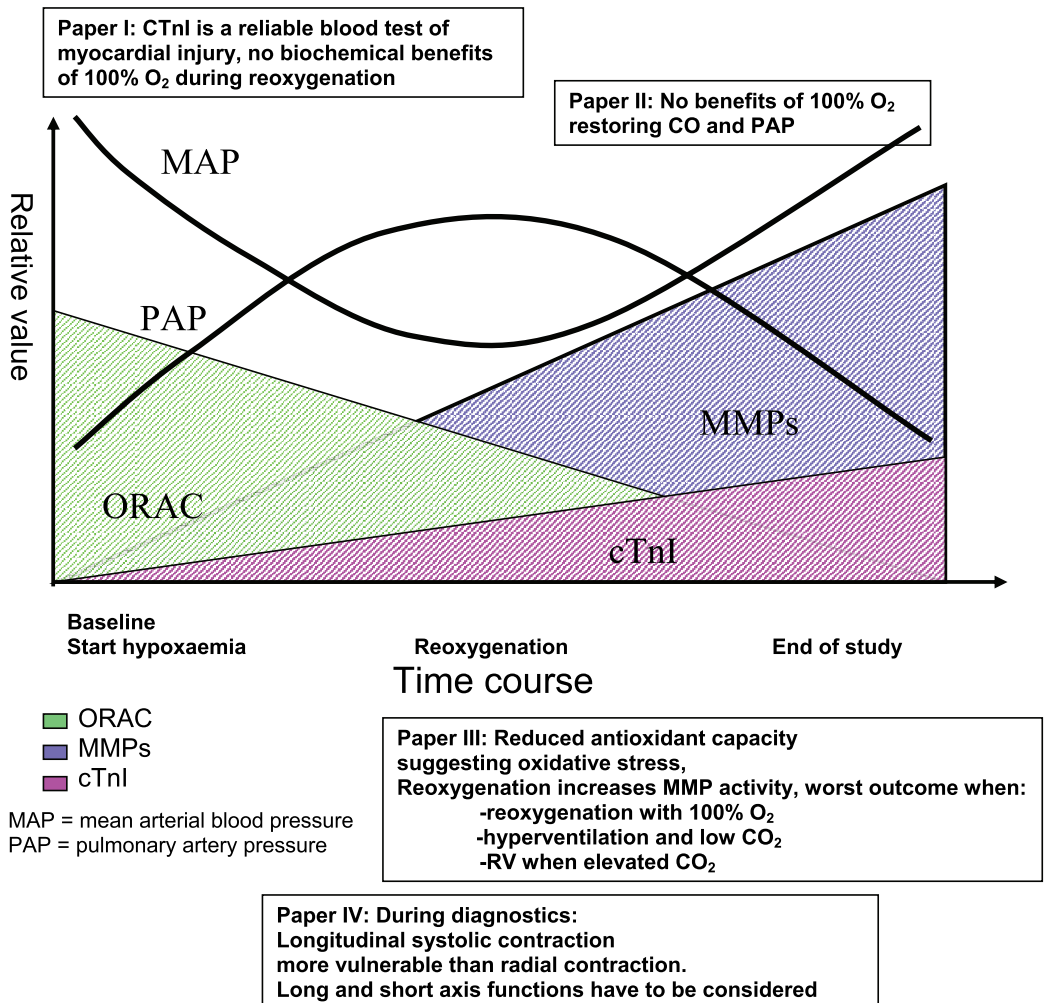 Paper I: CTnI is a reliable blood test of
myocardial injury, no biochemical benefits
of 100% O₂ during reoxygenation
Paper II: No benefits of 100% O₂
restoring CO and PAP
MAP
Relative value
PAP
MMPs
ORAC
cTnI
Baseline
Start hypoxaemia
Reoxygenation
End of study
Time course
ORAC
MMPs
cTnI
MAP = mean arterial blood pressure
PAP = pulmonary artery pressure
Paper III: Reduced antioxidant capacity
suggesting oxidative stress,
Reoxygenation increases MMP activity, worst outcome when:
-reoxygenation with 100% O₂
-hyperventilation and low CO₂
-RV when elevated CO₂
Paper IV: During diagnostics:
Longitudinal systolic contraction
more vulnerable than radial contraction.
Long and short axis functions have to be considered